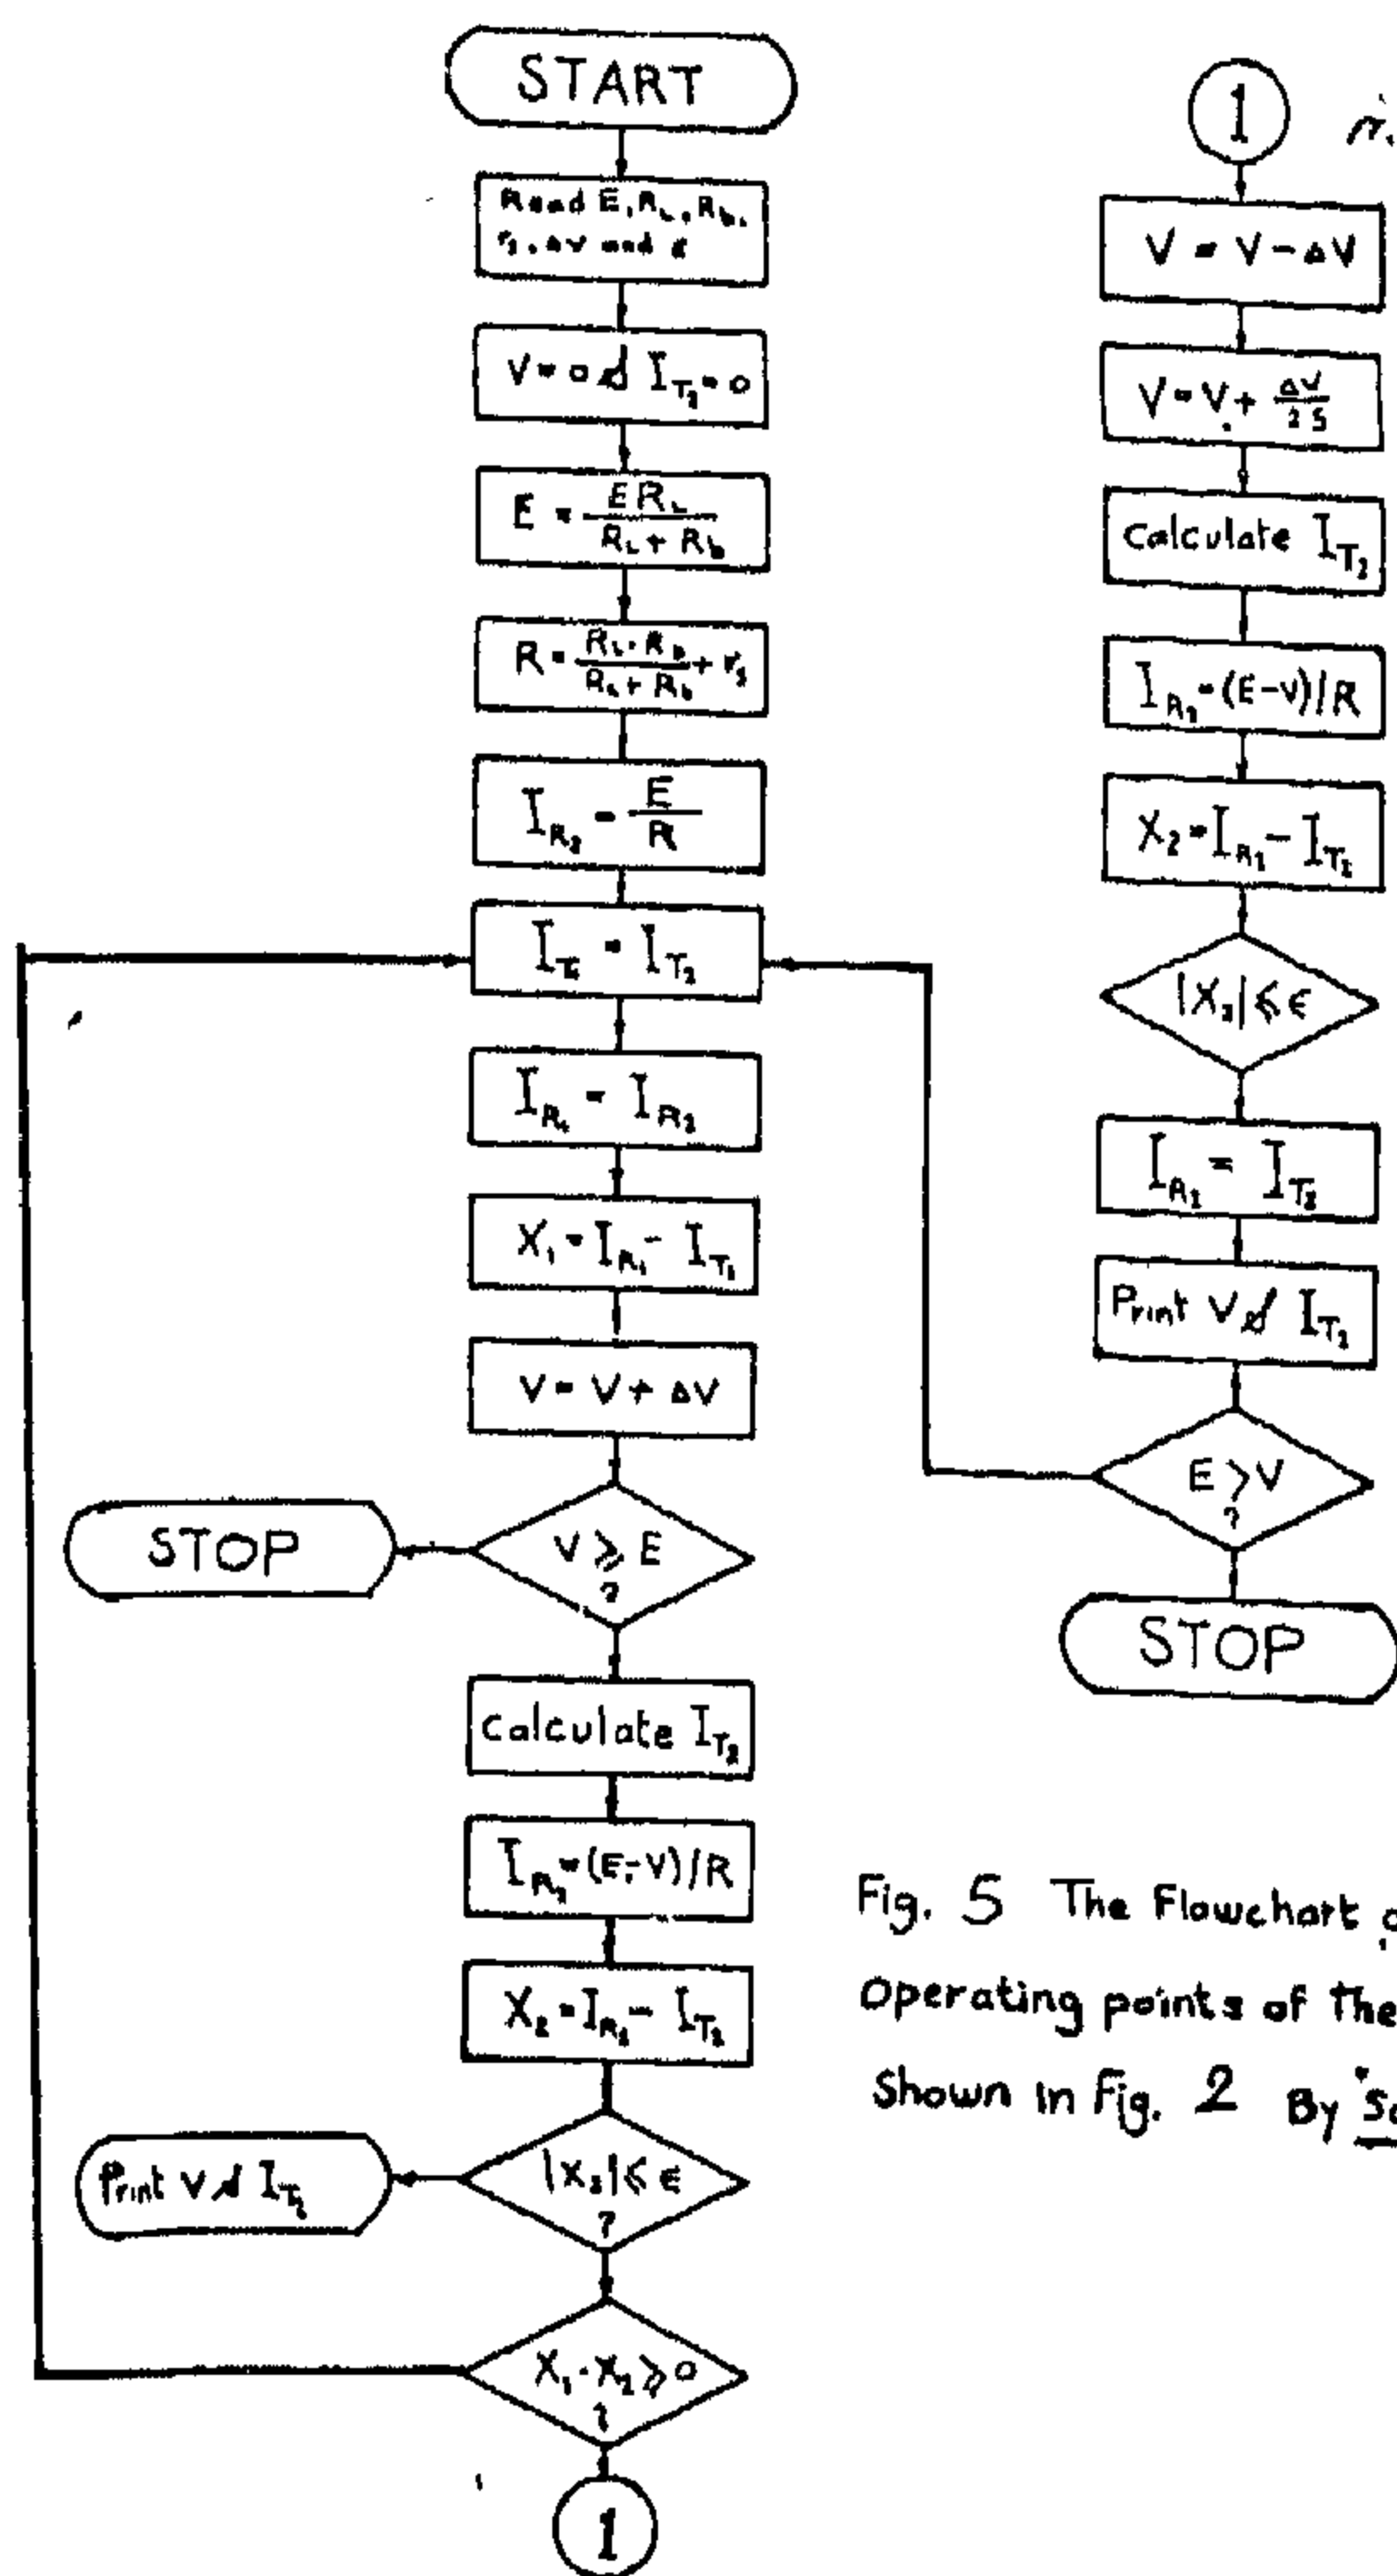 START
Read E, R_L, R_b,
r_s, ΔV and ε
V = 0 & I_T2 = 0
E = E R_L / R_L + R_b
R = R_L . R_b / R_L + R_b + r_s
I_R2 = E / R
I_T1 = I_T2
I_R1 = I_R2
X_1 = I_R1 - I_T1
V = V + ΔV
V ⩾ E
?
STOP
calculate I_T2
I_R2 = (E - V) / R
X_2 = I_R2 - I_T2
|X_2| ⩽ ε
?
Print V & I_T2
X_1 . X_2 ⩾ 0
?
1
1
V = V - ΔV
V = V + ΔV / 25
calculate I_T2
I_R2 = (E - V) / R
X_2 = I_R2 - I_T2
|X_2| ⩽ ε
I_R2 = I_T2
Print V & I_T2
E > V
?
STOP
Fig. 5 The Flowchart
Operating points of The
Shown in Fig. 2 By